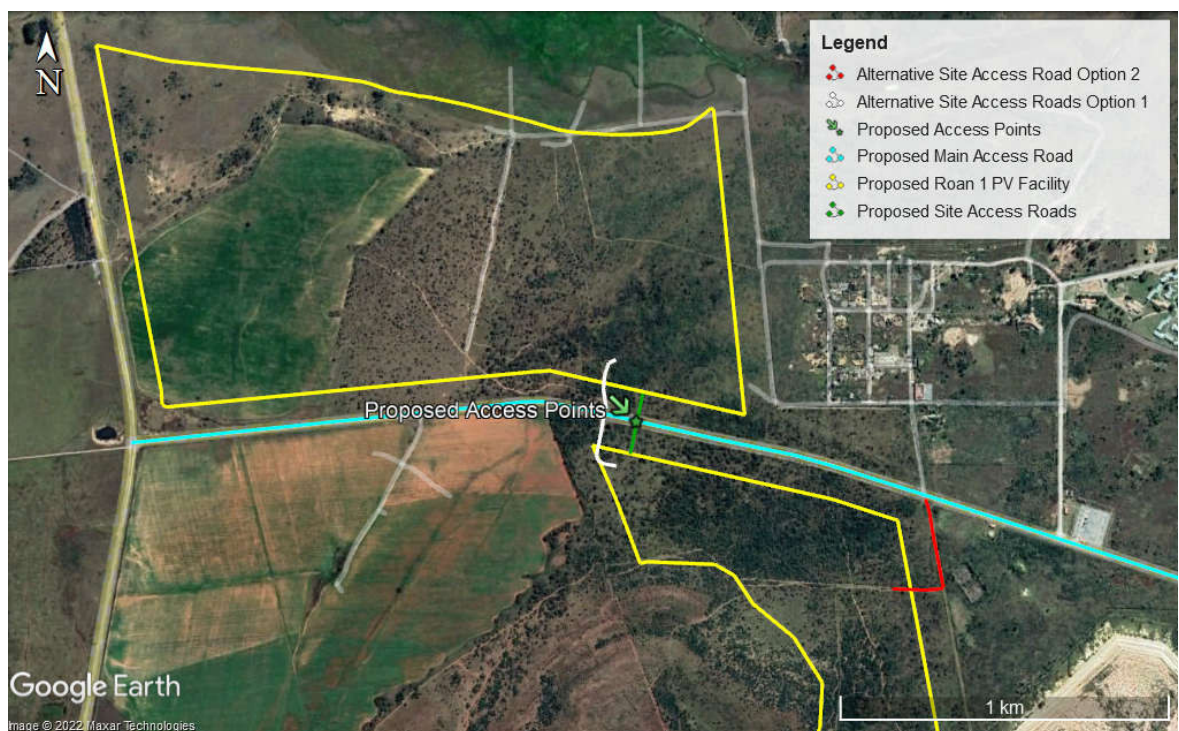 N
Legend
Alternative Site Access Road Option 2
Alternative Site Access Roads Option 1
Proposed Access Points
Proposed Main Access Road
Proposed Roan 1 PV Facility
Proposed Site Access Roads
Proposed Access Points
Google Earth
1 km
Image © 2022 Maxar Technologies